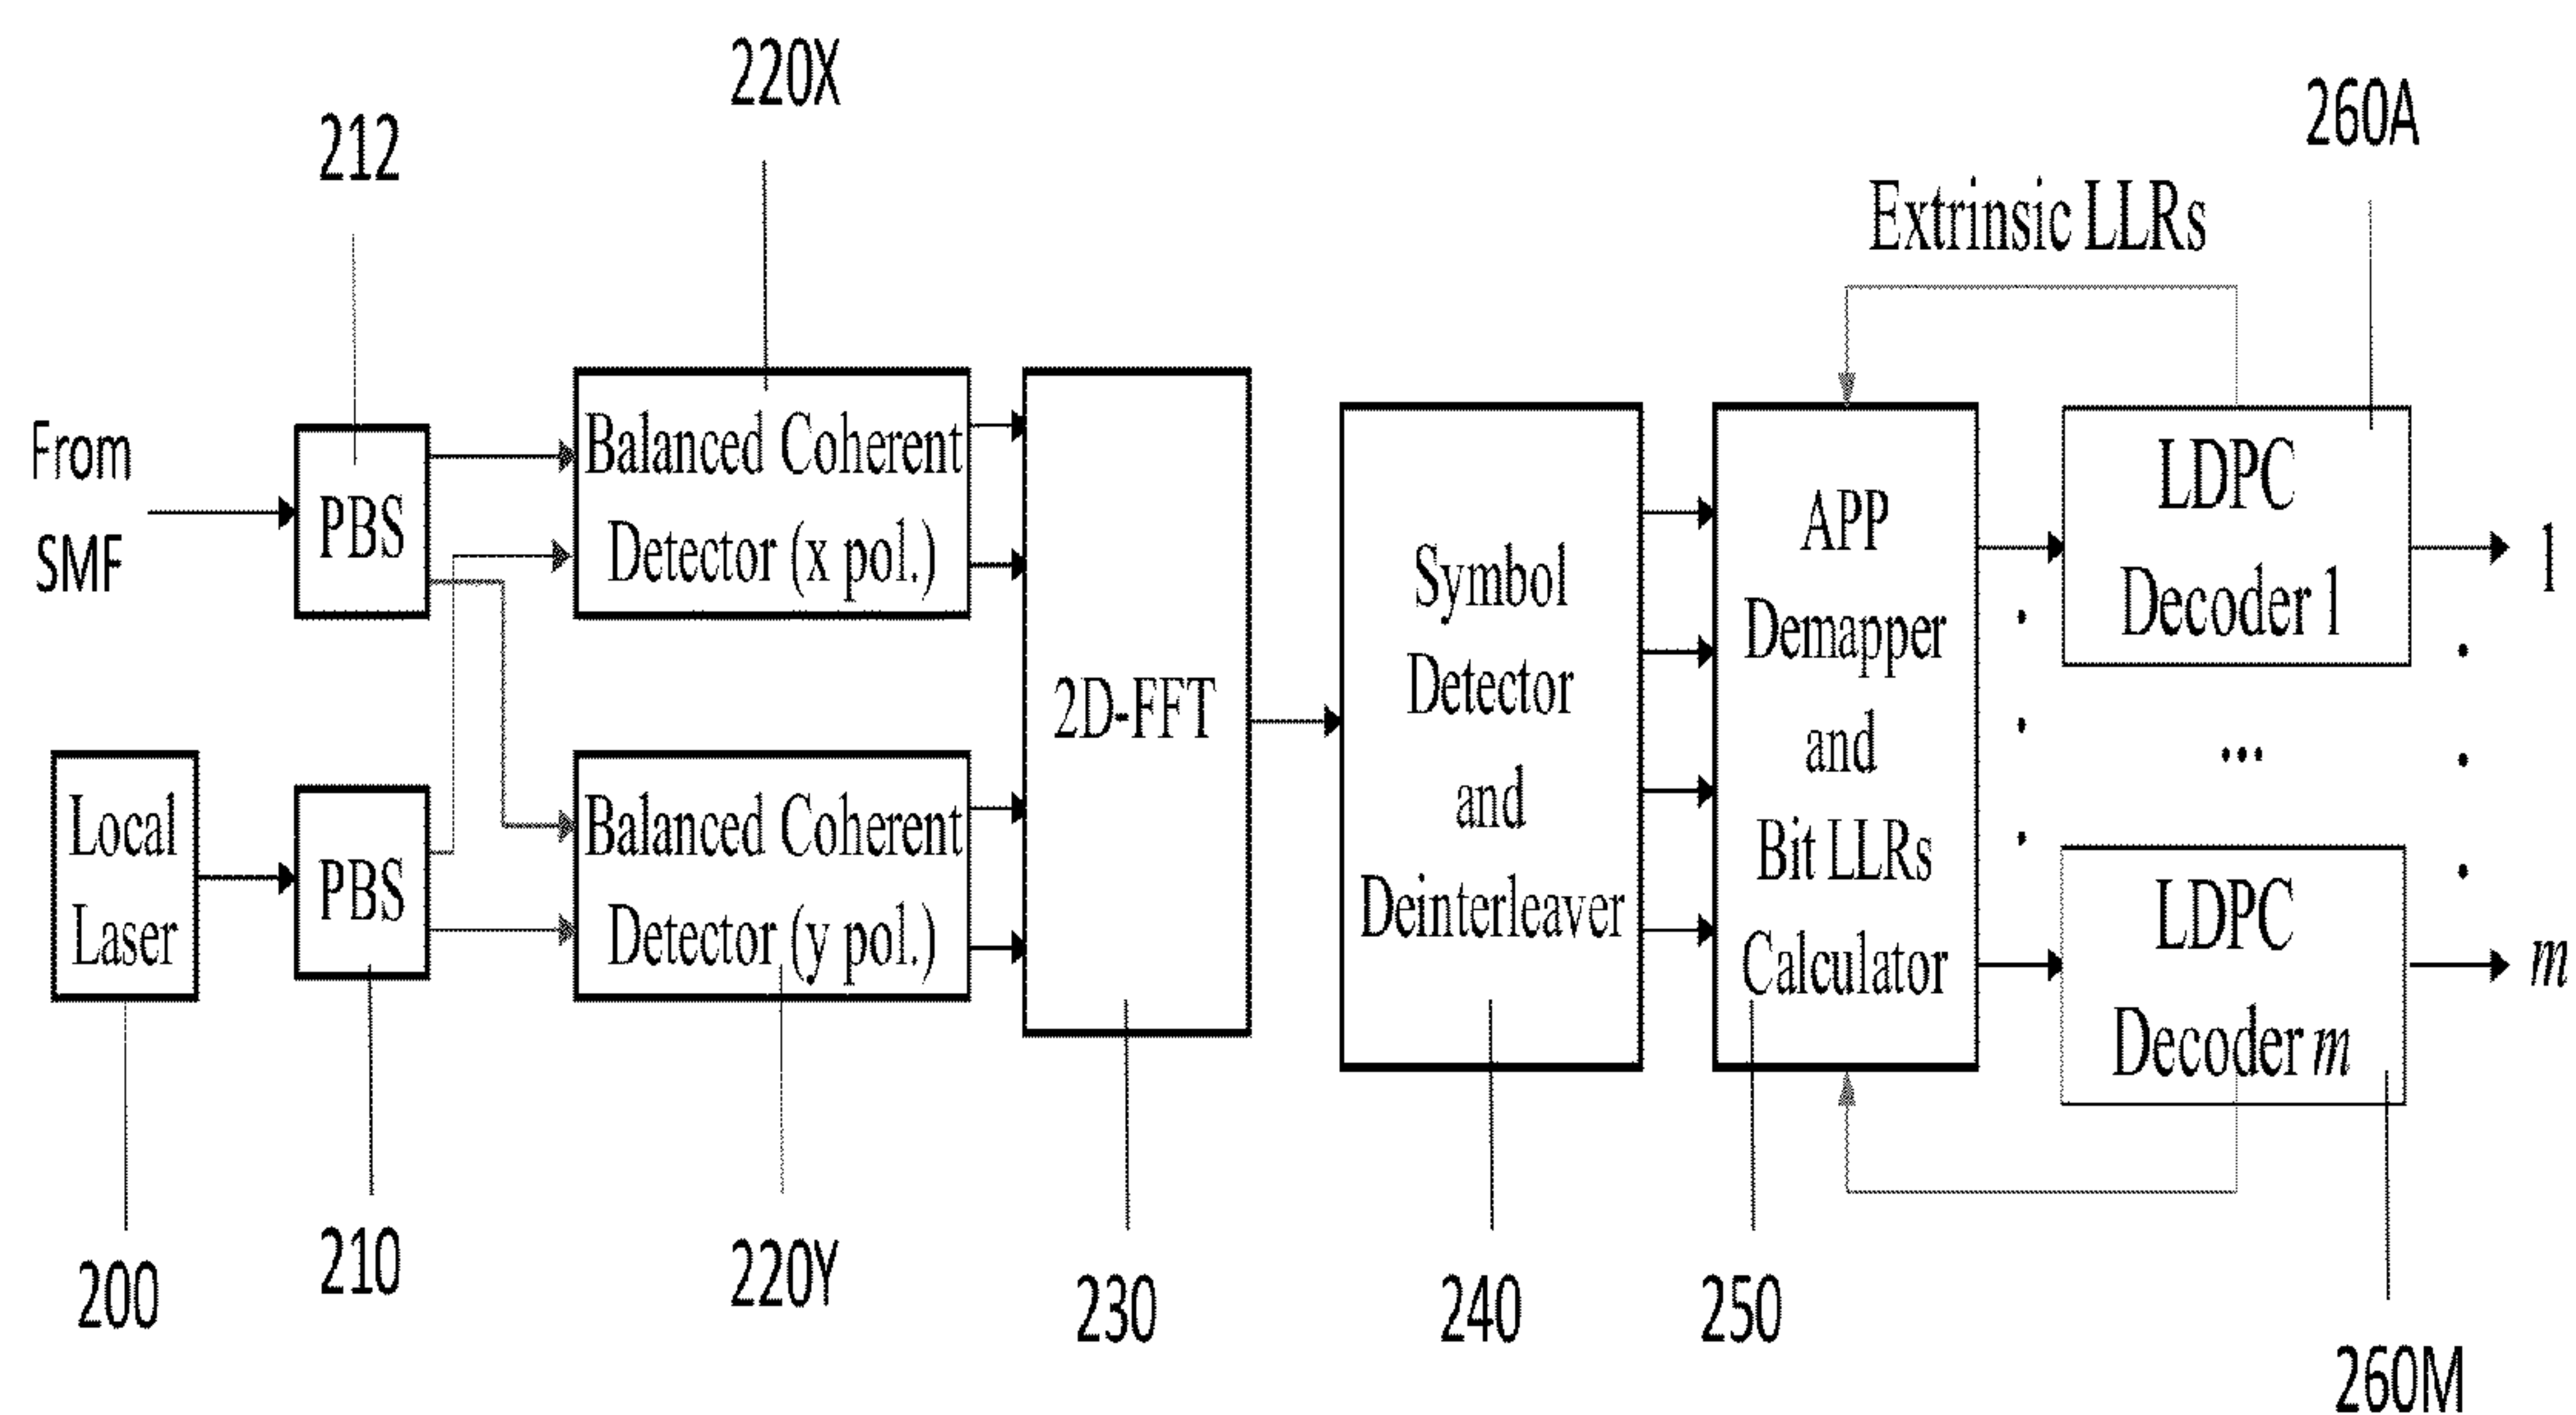 220X
212
260A
Extrinsic LLRs
From
SMF
PBS
Balanced Coherent
Detector (x pol.)
Local
Laser
PBS
Balanced Coherent
Detector (y pol.)
2D-FFT
Symbol
Detector
and
Deinterleaver
APP
Demapper
and
Bit LLRs
Calculator
LDPC
Decoder 1
1
...
LDPC
Decoder m
m
200
210
220Y
230
240
250
260M